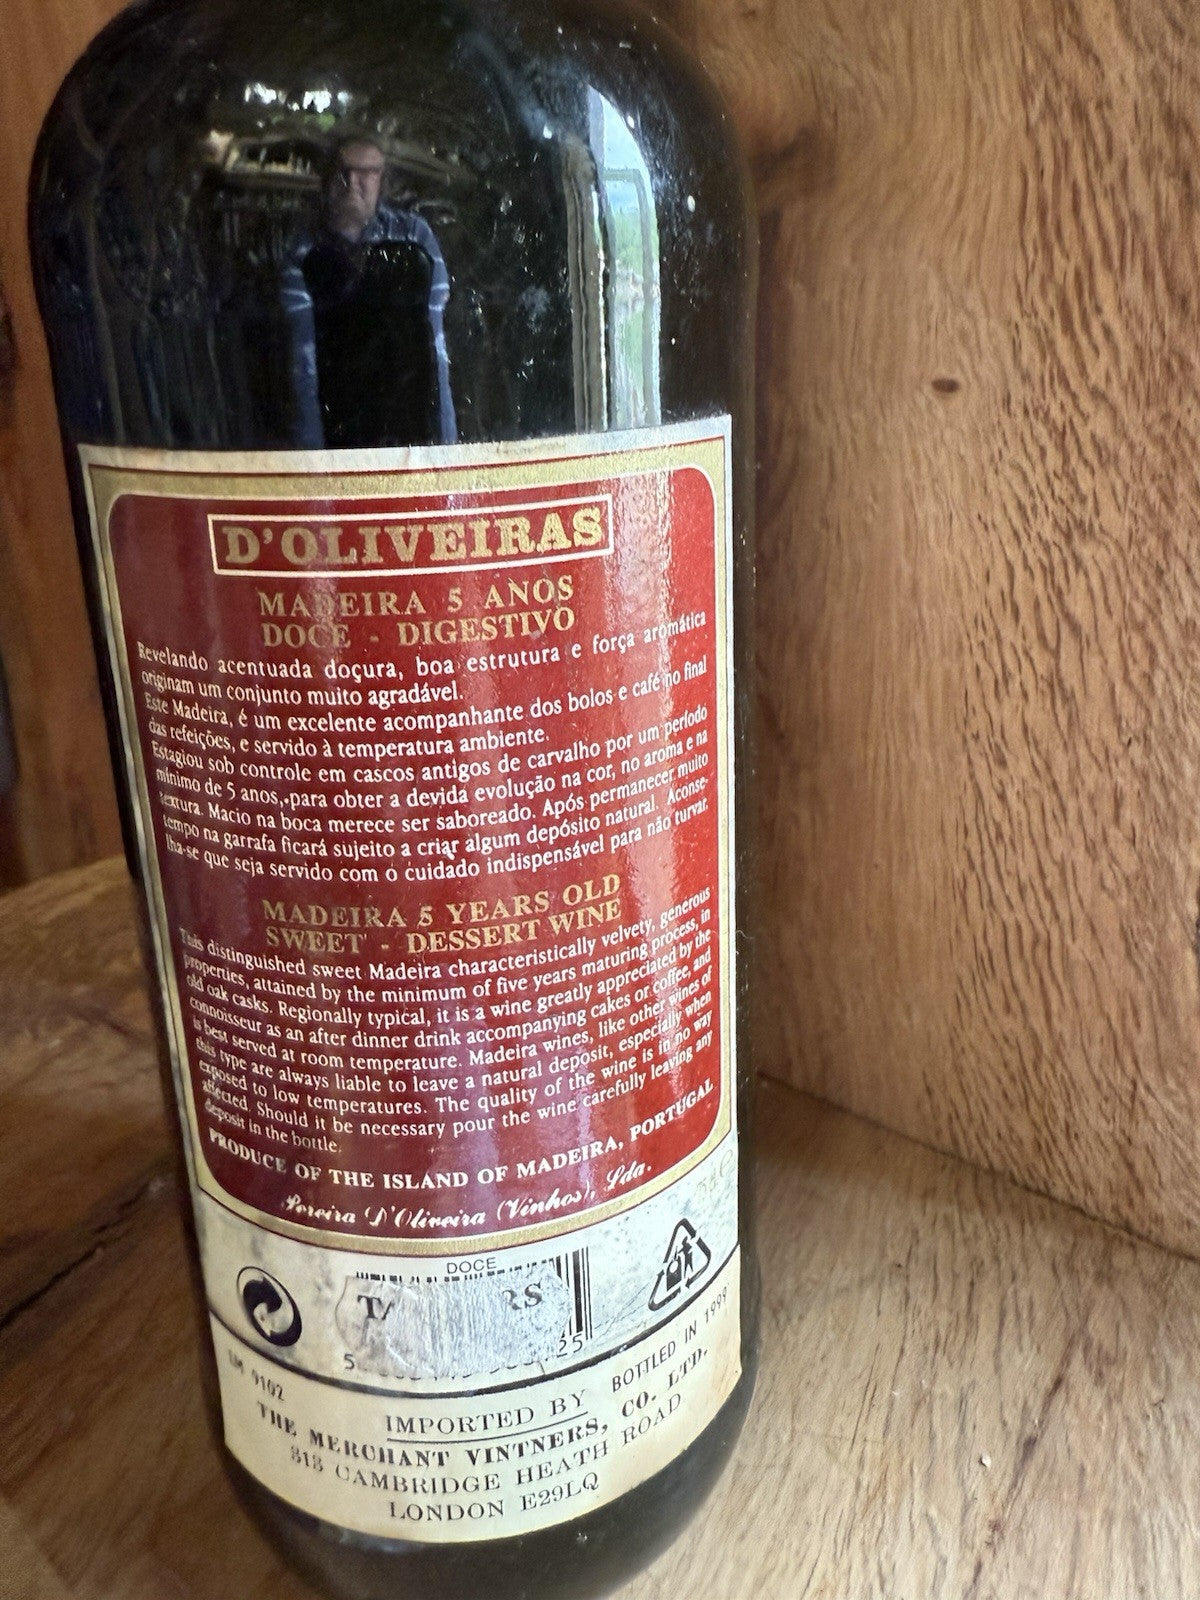 D'OLIVEIRAS
MADEIRA 5 ANOS
DOCE - DIGESTIVO
Revelando acentuada doçura, boa estrutura e força aromática
originam um conjunto muito agradável.
Este Madeira, é um excelente acompanhante dos bolos e café no final
das refeições, e servido à temperatura ambiente.
Estagiou sob controle em cascos antigos de carvalho por um período
mínimo de 5 anos, para obter a devida evolução na cor, no aroma e na
textura. Macio na boca merece ser saboreado. Após permanecer muito
tempo na garrafa ficará sujeito a criar algum depósito natural. Aconse-
lha-se que seja servido com o cuidado indispensável para não turvar.
MADEIRA 5 YEARS OLD
SWEET - DESSERT WINE
This distinguished sweet Madeira characteristically velvety, generous
properties, attained by the minimum of five years maturing process, in
old oak casks. Regionally typical, it is a wine greatly appreciated by the
connoisseur as an after dinner drink accompanying cakes or coffee, and
is best served at room temperature. Madeira wines, like other wines of
this type are always liable to leave a natural deposit, especially when
exposed to low temperatures. The quality of the wine is in no way
affected. Should it be necessary pour the wine carefully leaving any
deposit in the bottle.
PRODUCE OF THE ISLAND OF MADEIRA, PORTUGAL
Pereira D'Oliveira (Vinhos), Lda.
DOCE
IM 9102
BOTTLED IN 1999
IMPORTED BY
THE MERCHANT VINTNERS, CO. LTD.
313 CAMBRIDGE HEATH ROAD
LONDON E29LQ